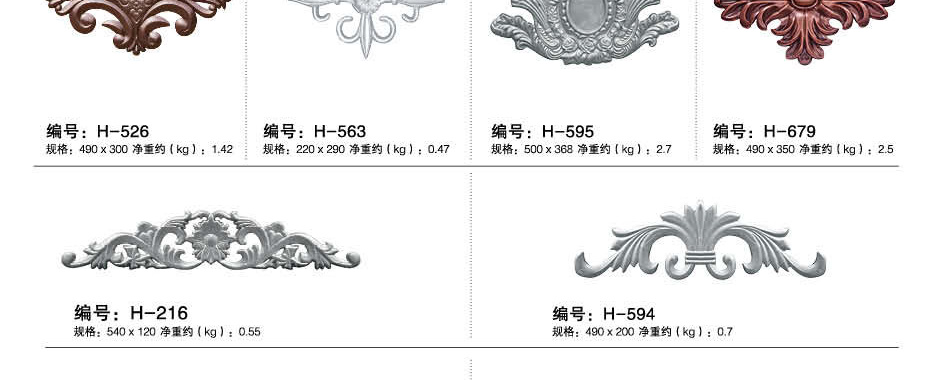 编号：H-526
规格：490 x 300 净重约（kg）：1.42
编号：H-563
规格：220 x 290 净重约（kg）：0.47
编号：H-595
规格：500 x 368 净重约（kg）：2.7
编号：H-679
规格：490 x 350 净重约（kg）：2.5
编号：H-216
规格：540 x 120 净重约（kg）：0.55
编号：H-594
规格：490 x 200 净重约（kg）：0.7